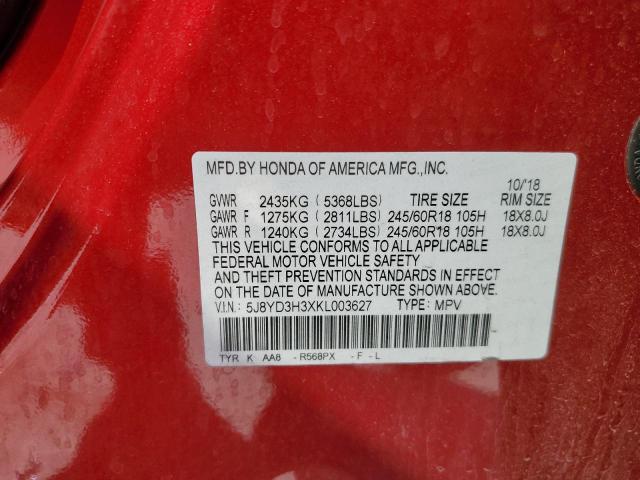 MFD.BY HONDA OF AMERICA MFG.,INC.
10/'18
GVWR 2435KG ( 5368LBS) TIRE SIZE RIM SIZE
GAWR F 1275KG ( 2811LBS) 245/60R18 105H 18X8.0J
GAWR R 1240KG ( 2734LBS) 245/60R18 105H 18X8.0J
THIS VEHICLE CONFORMS TO ALL APPLICABLE
FEDERAL MOTOR VEHICLE SAFETY
AND THEFT PREVENTION STANDARDS IN EFFECT
ON THE DATE OF MANUFACTURE SHOWN ABOVE.
V.I.N.: 5J8YD3H3XKL003627 TYPE: MPV
TYR K AA8 -R568PX -F -L